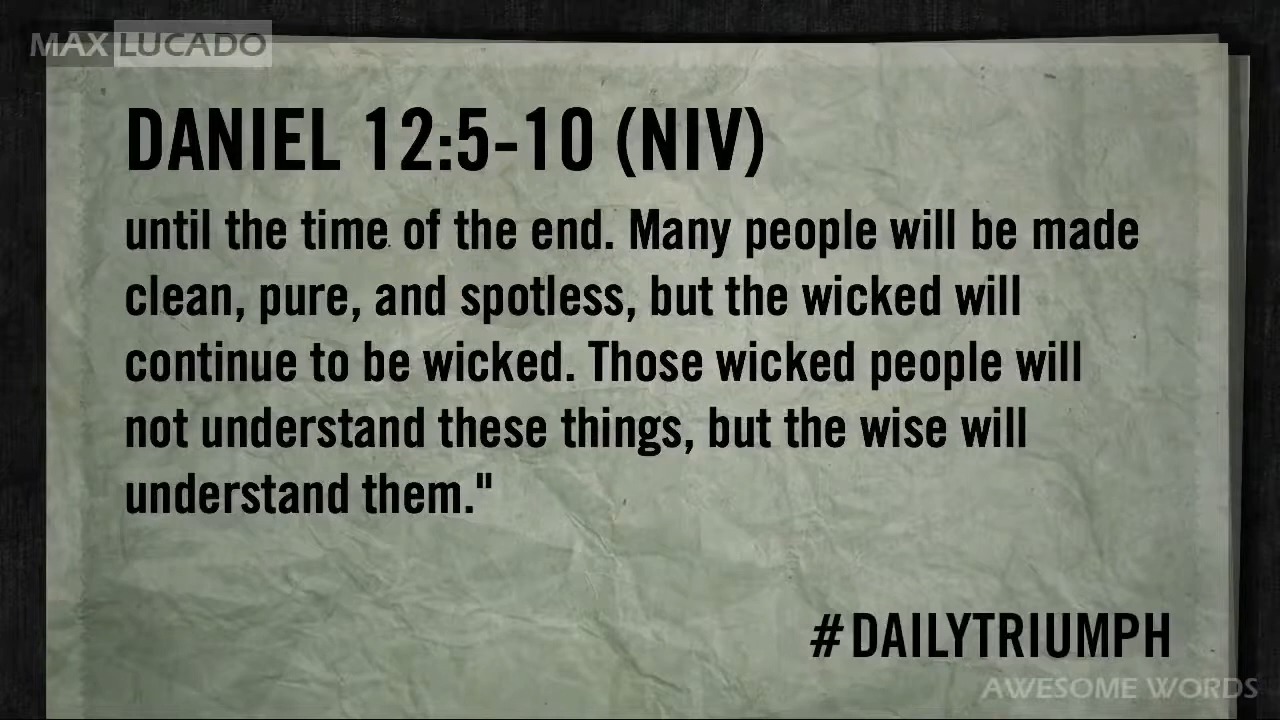 MAX LUCADO
DANIEL 12:5-10 (NIV)
until the time of the end. Many people will be made
clean, pure, and spotless, but the wicked will
continue to be wicked. Those wicked people will
not understand these things, but the wise will
understand them."
#DAILYTRIUMPH
AWESOME WORDS